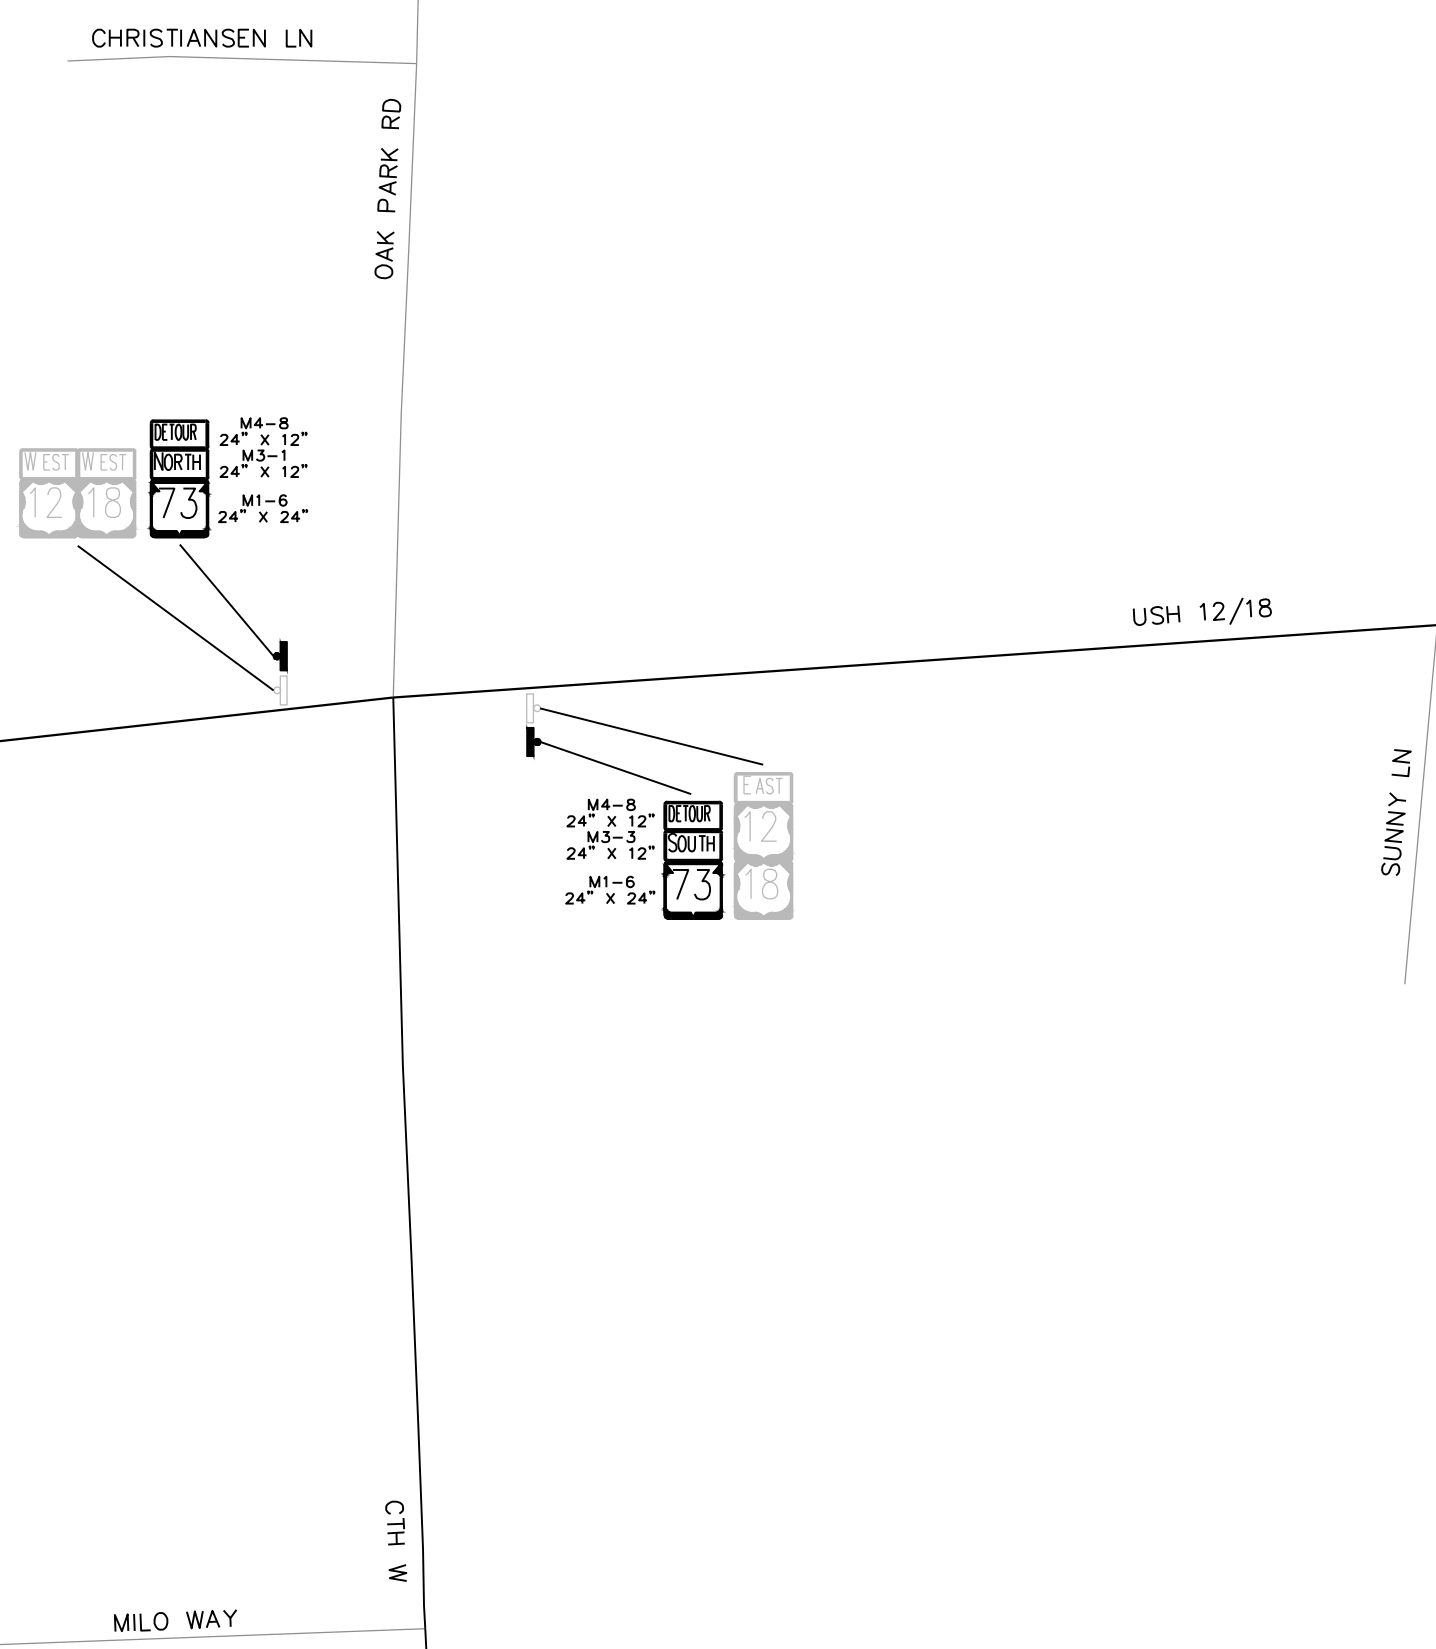 CHRISTIANSEN LN
OAK PARK RD
DETOUR
NORTH
73
M4-8
24" X 12"
M3-1
24" X 12"
M1-6
24" X 24"
WEST WEST
12 18
USH 12/18
M4-8
24" X 12"
M3-3
24" X 12"
M1-6
24" X 24"
DETOUR
SOUTH
73
EAST
12
18
SUNNY LN
CTH W
MILO WAY